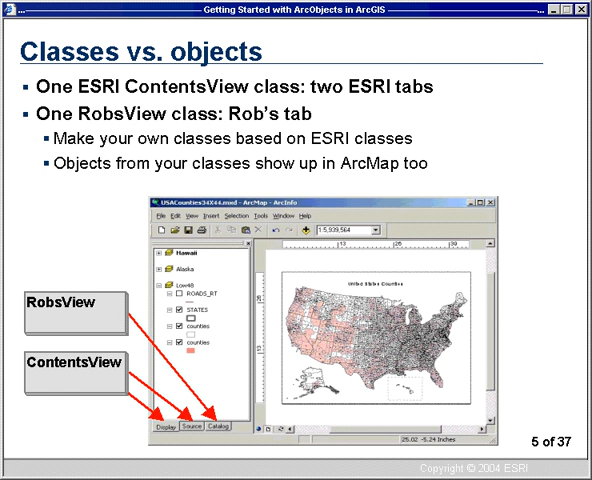 Getting Started with ArcObjects in ArcGIS
Classes vs. objects
One ESRI ContentsView class: two ESRI tabs
One RobsView class: Rob's tab
Make your own classes based on ESRI classes
Objects from your classes show up in ArcMap too
USACounties34X44.mxd - ArcMap - ArcInfo
File Edit View Insert Selection Tools Window Help
1:5,939,564
Hawaii
Alaska
Low48
ROADS_RT
STATES
counties
counties
United States Counties
RobsView
ContentsView
Display Source Catalog
25.02 -5.24 Inches
5 of 37
Copyright © 2004 ESRI